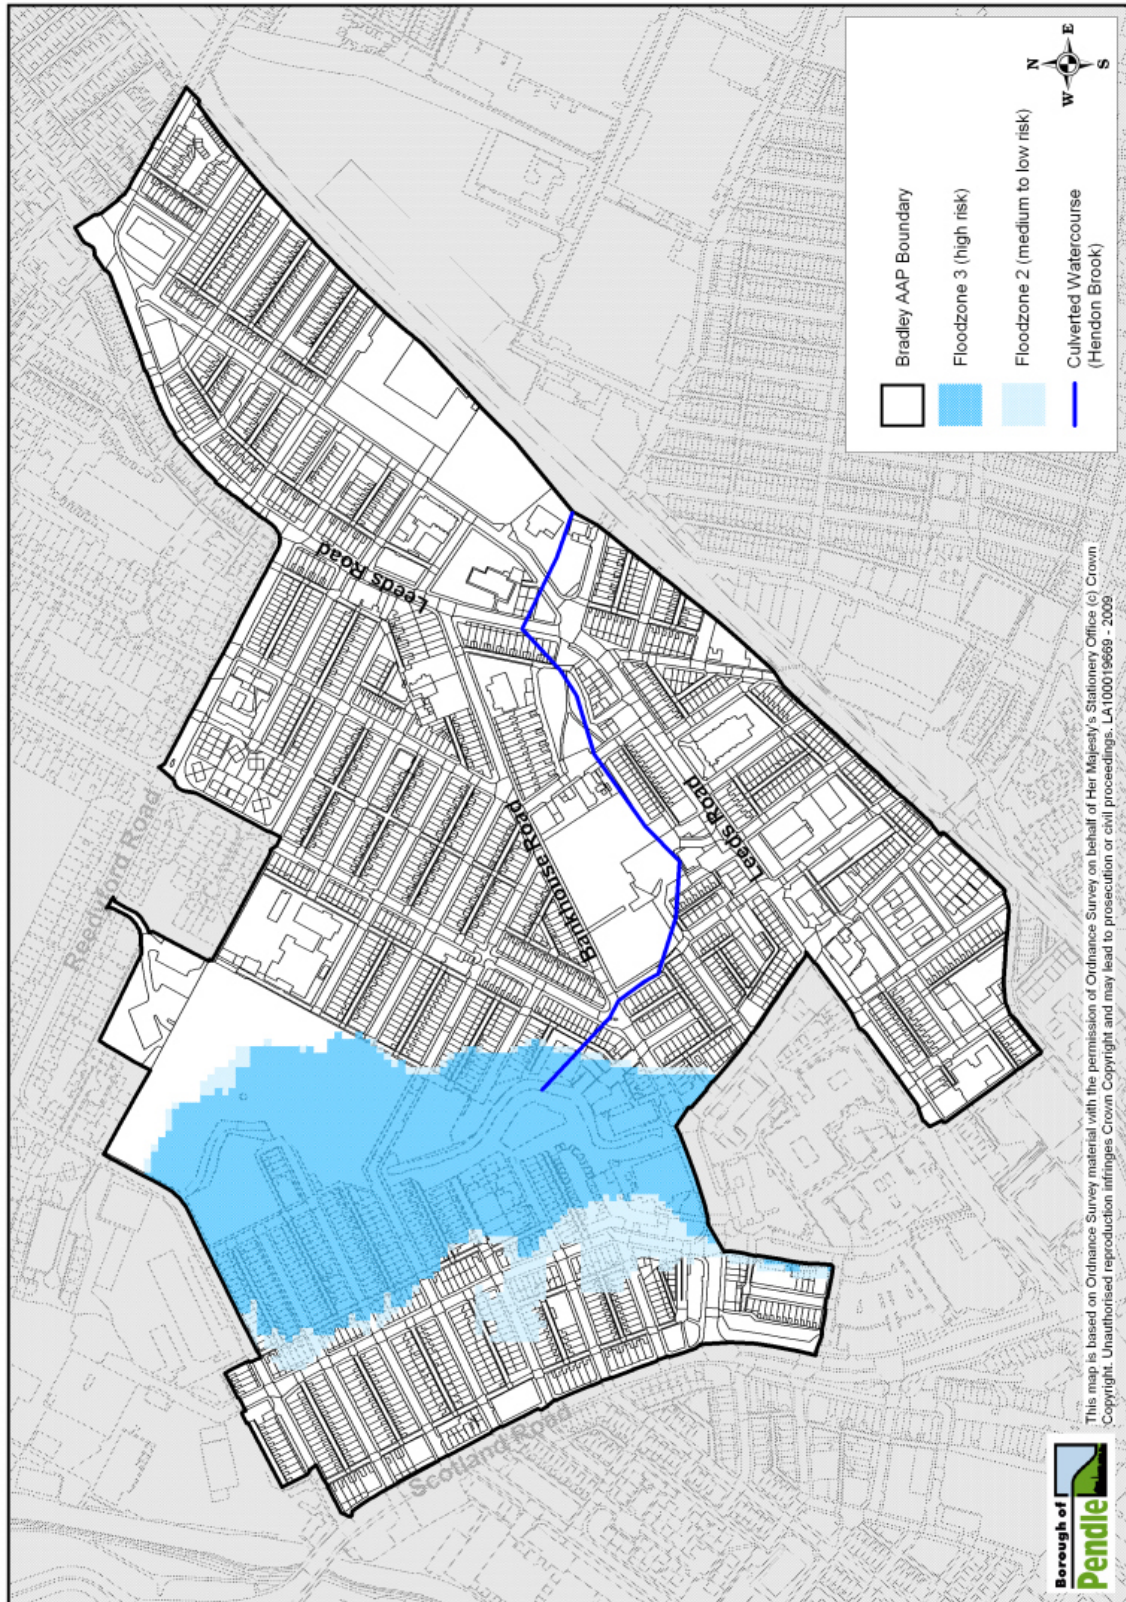 Reedyford Road
Leeds Road
Bankhouse Road
Leeds Road
Scotland Road
N
E
S
W
Bradley AAP Boundary
Floodzone 3 (high risk)
Floodzone 2 (medium to low risk)
Culverted Watercourse
(Hendon Brook)
Borough of
Pendle
This map is based on Ordnance Survey material with the permission of Ordnance Survey on behalf of Her Majesty's Stationery Office (c) Crown
Copyright. Unauthorised reproduction infringes Crown Copyright and may lead to prosecution or civil proceedings. LA100019669 - 2009